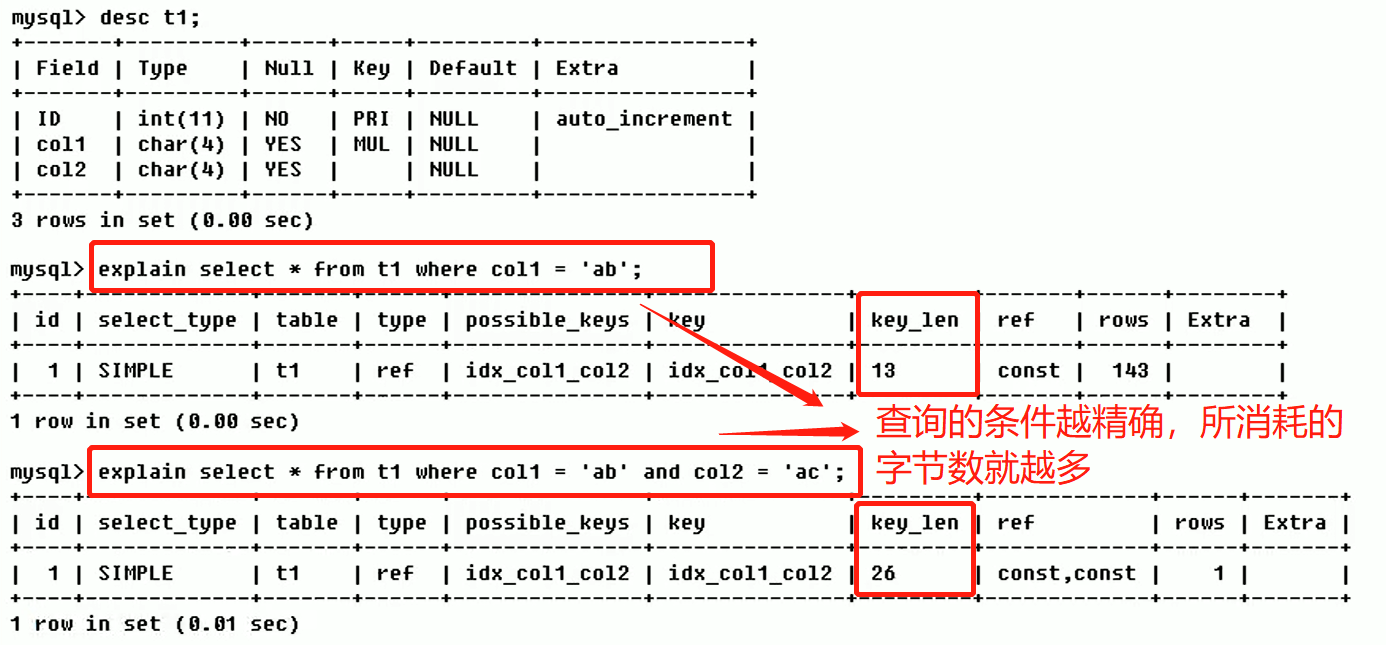 mysql> desc t1;
+-------+---------+------+-----+---------+----------------+
| Field | Type    | Null | Key | Default | Extra          |
+-------+---------+------+-----+---------+----------------+
| ID    | int(11) | NO   | PRI | NULL    | auto_increment |
| col1  | char(4) | YES  | MUL | NULL    |                |
| col2  | char(4) | YES  |     | NULL    |                |
+-------+---------+------+-----+---------+----------------+
3 rows in set (0.00 sec)
mysql> explain select * from t1 where col1 = 'ab';
+----+-------------+-------+------+---------------+---------------+---------+-------+------+-------+
| id | select_type | table | type | possible_keys | key           | key_len | ref   | rows | Extra |
+----+-------------+-------+------+---------------+---------------+---------+-------+------+-------+
|  1 | SIMPLE      | t1    | ref  | idx_col1_col2 | idx_col1_col2 | 13      | const |  143 |       |
+----+-------------+-------+------+---------------+---------------+---------+-------+------+-------+
1 row in set (0.00 sec)
查询的条件越精确，所消耗的
字节数就越多
mysql> explain select * from t1 where col1 = 'ab' and col2 = 'ac';
+----+-------------+-------+------+---------------+---------------+---------+-------------+------+-------+
| id | select_type | table | type | possible_keys | key           | key_len | ref         | rows | Extra |
+----+-------------+-------+------+---------------+---------------+---------+-------------+------+-------+
|  1 | SIMPLE      | t1    | ref  | idx_col1_col2 | idx_col1_col2 | 26      | const,const |    1 |       |
+----+-------------+-------+------+---------------+---------------+---------+-------------+------+-------+
1 row in set (0.01 sec)